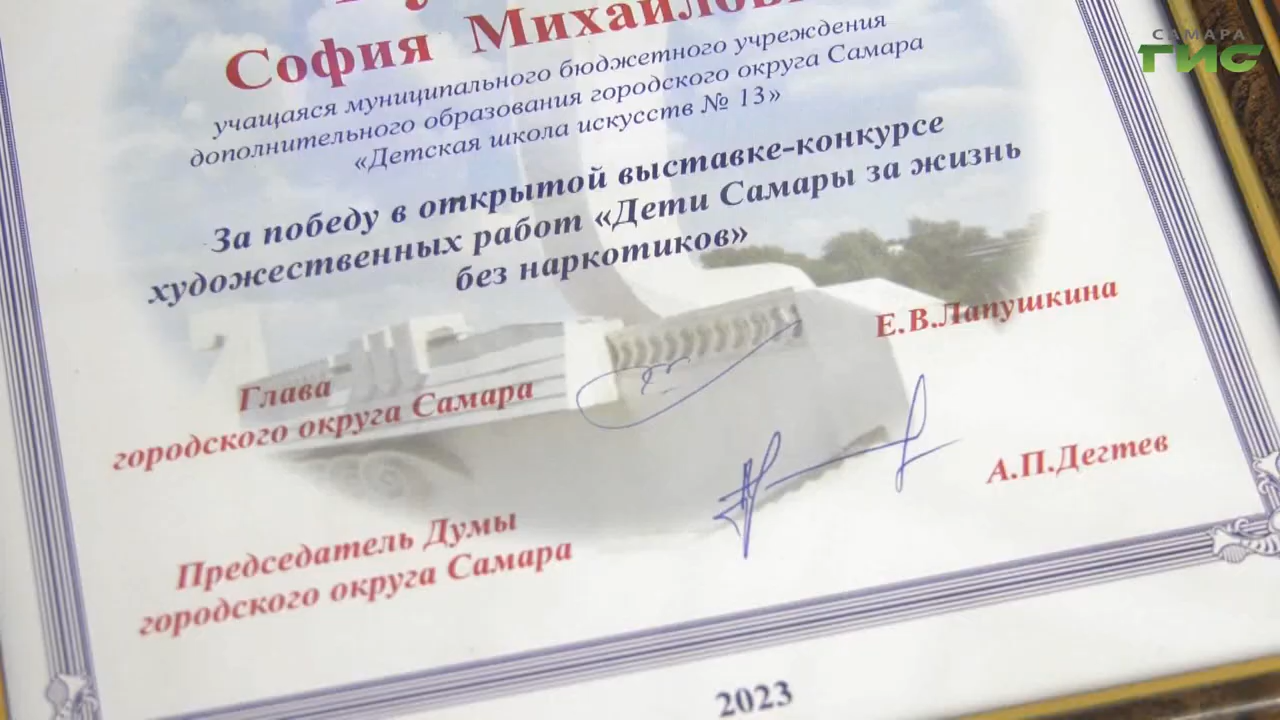 САМАРА
ГИС
София Михайлов
учащаяся муниципального бюджетного учреждения
дополнительного образования городского округа Самара
«Детская школа искусств № 13»
За победу в открытой выставке-конкурсе
художественных работ «Дети Самары за жизнь
без наркотиков»
Глава
городского округа Самара
Е.В.Лапушкина
Председатель Думы
городского округа Самара
А.П.Дегтев
2023